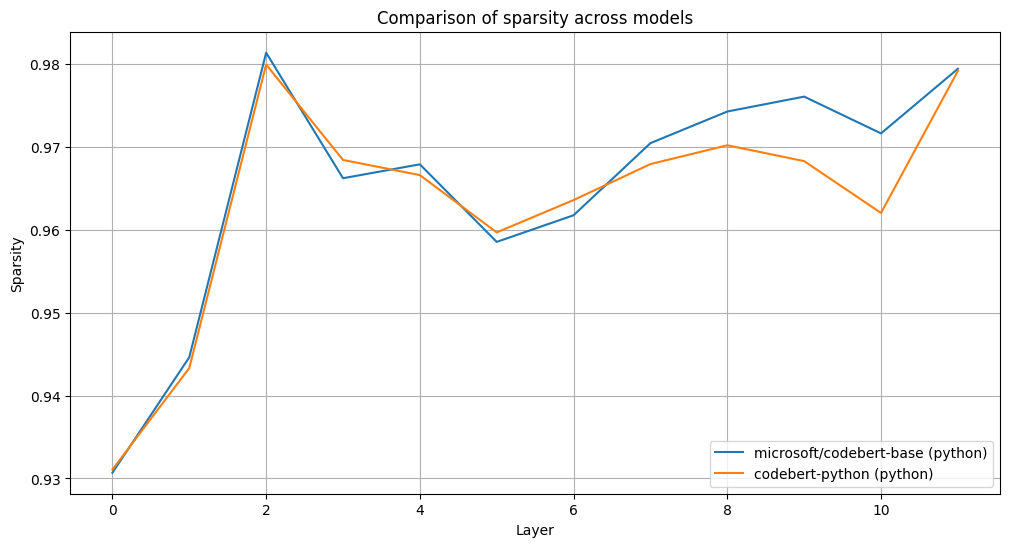 Comparison of sparsity across models
Sparsity
0.98
0.97
0.96
0.95
0.94
0.93
0 2 4 6 8 10
Layer
microsoft/codebert-base (python)
codebert-python (python)